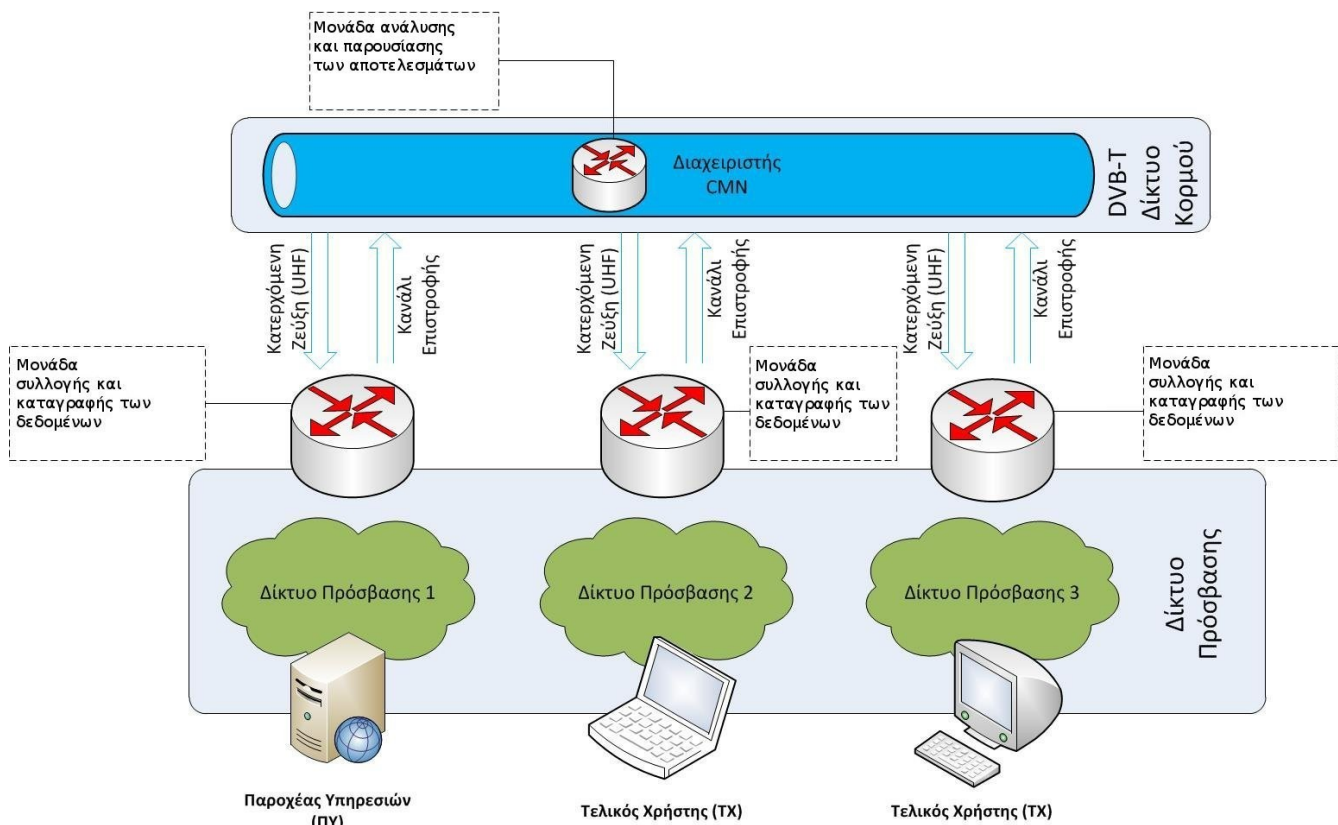 Μονάδα ανάλυσης
και παρουσίασης
των αποτελεσμάτων
Διαχειριστής
CMN
DVB-T
Δίκτυο
Κορμού
Κατερχόμενη
Ζεύξη (UHF)
Κανάλι
Επιστροφής
Κατερχόμενη
Ζεύξη (UHF)
Κανάλι
Επιστροφής
Κατερχόμενη
Ζεύξη (UHF)
Κανάλι
Επιστροφής
Μονάδα
συλλογής και
καταγραφής των
δεδομένων
Μονάδα
συλλογής και
καταγραφής των
δεδομένων
Μονάδα
συλλογής και
καταγραφής των
δεδομένων
Δίκτυο Πρόσβασης 1
Δίκτυο Πρόσβασης 2
Δίκτυο Πρόσβασης 3
Δίκτυο
Πρόσβασης
Παροχέας Υπηρεσιών
(ΠΥ)
Τελικός Χρήστης (ΤΧ)
Τελικός Χρήστης (ΤΧ)